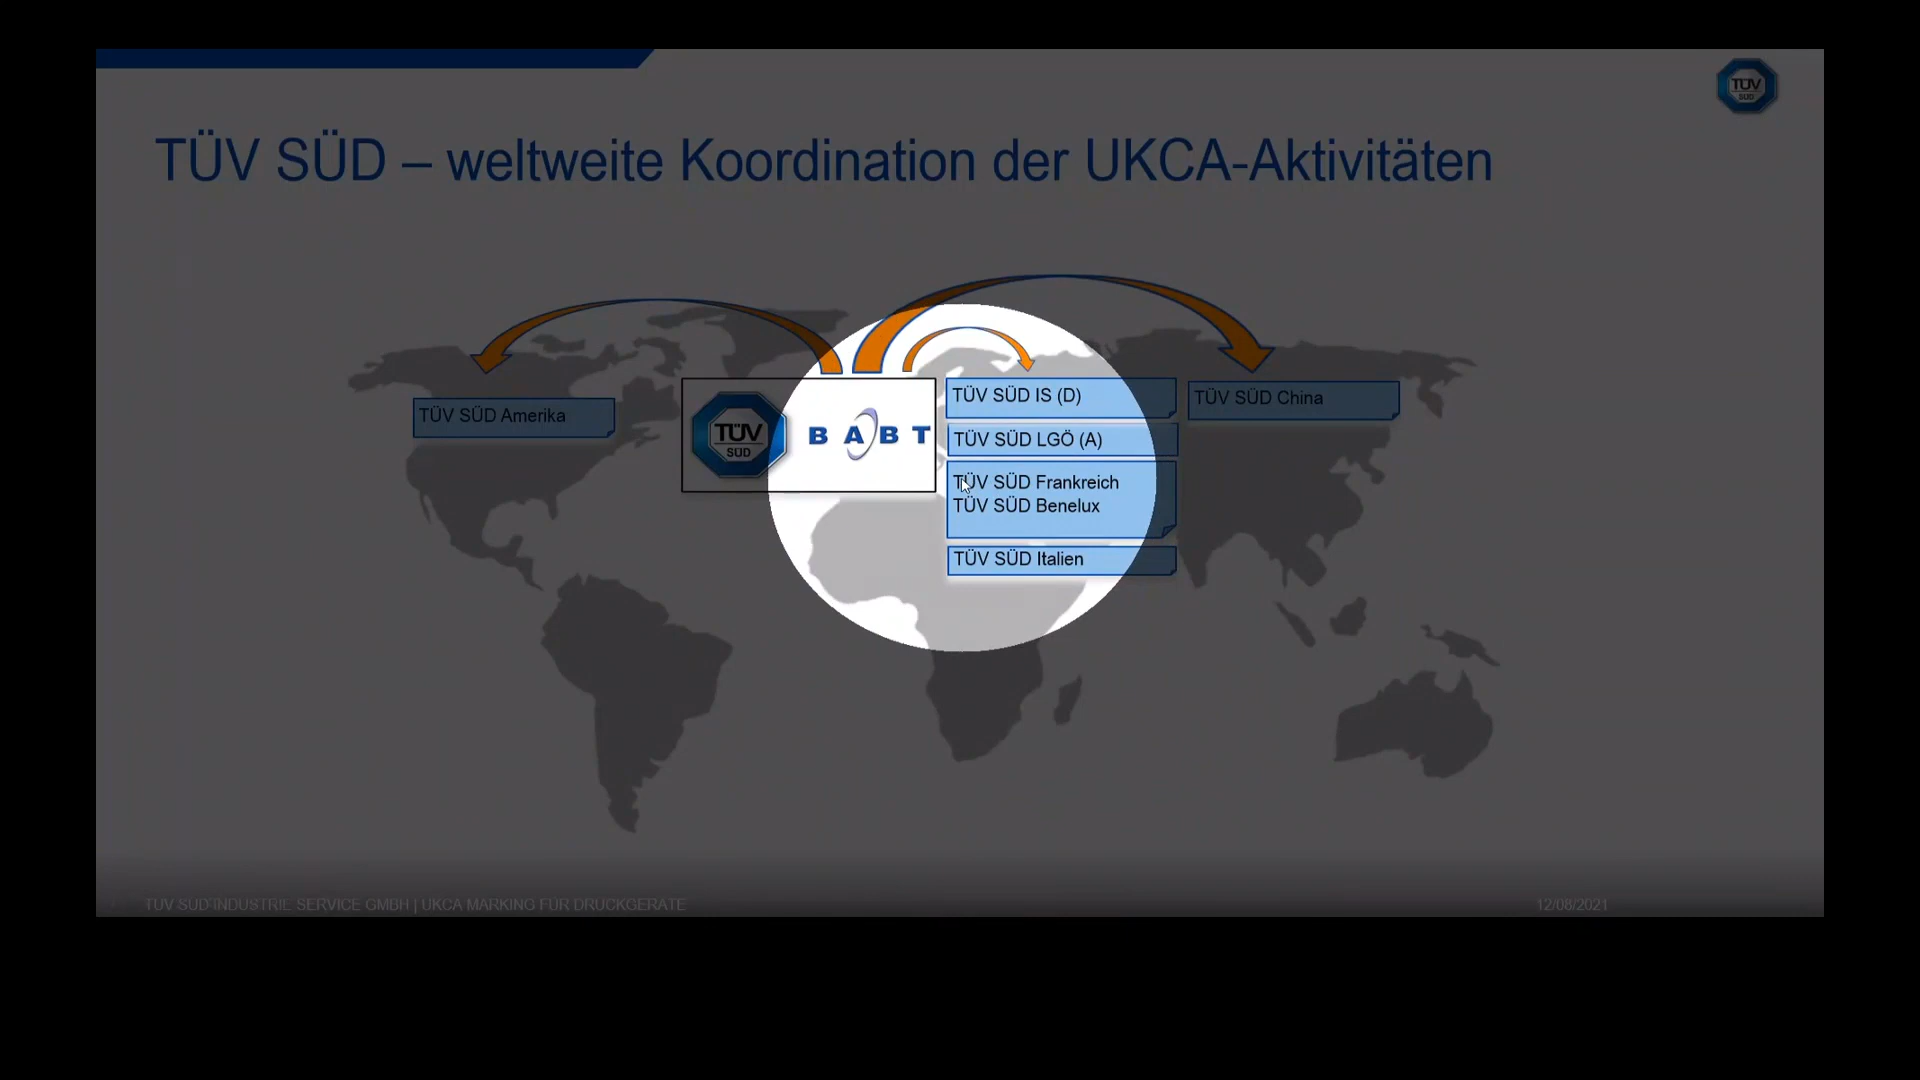 TÜV
SÜD
TÜV SÜD – weltweite Koordination der UKCA-Aktivitäten
TÜV SÜD Amerika
TÜV
SÜD
BABT
TÜV SÜD IS (D)
TÜV SÜD LGÖ (A)
TÜV SÜD Frankreich
TÜV SÜD Benelux
TÜV SÜD Italien
TÜV SÜD China
TÜV SÜD INDUSTRIE SERVICE GMBH | UKCA MARKING FÜR DRUCKGERÄTE
12/08/2021